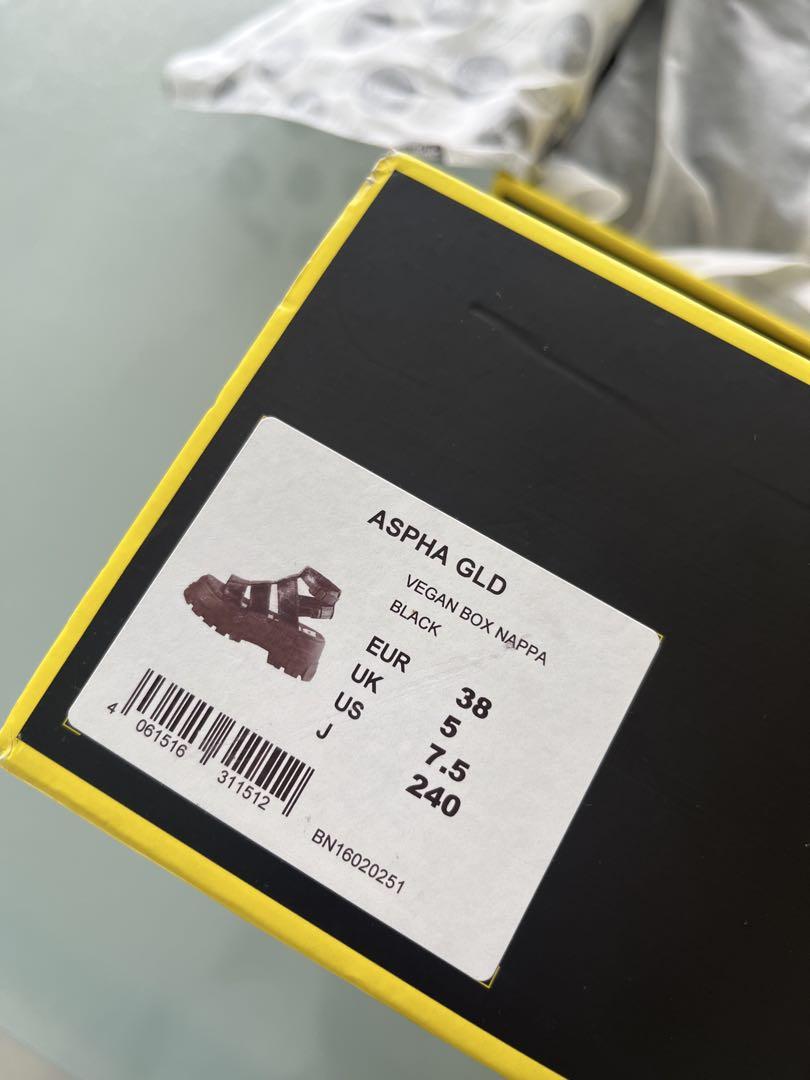 ASPHA GLD
VEGAN BOX NAPPA
BLACK
EUR 38
UK 5
US 7.5
J 240
4 061516 311512
BN16020251